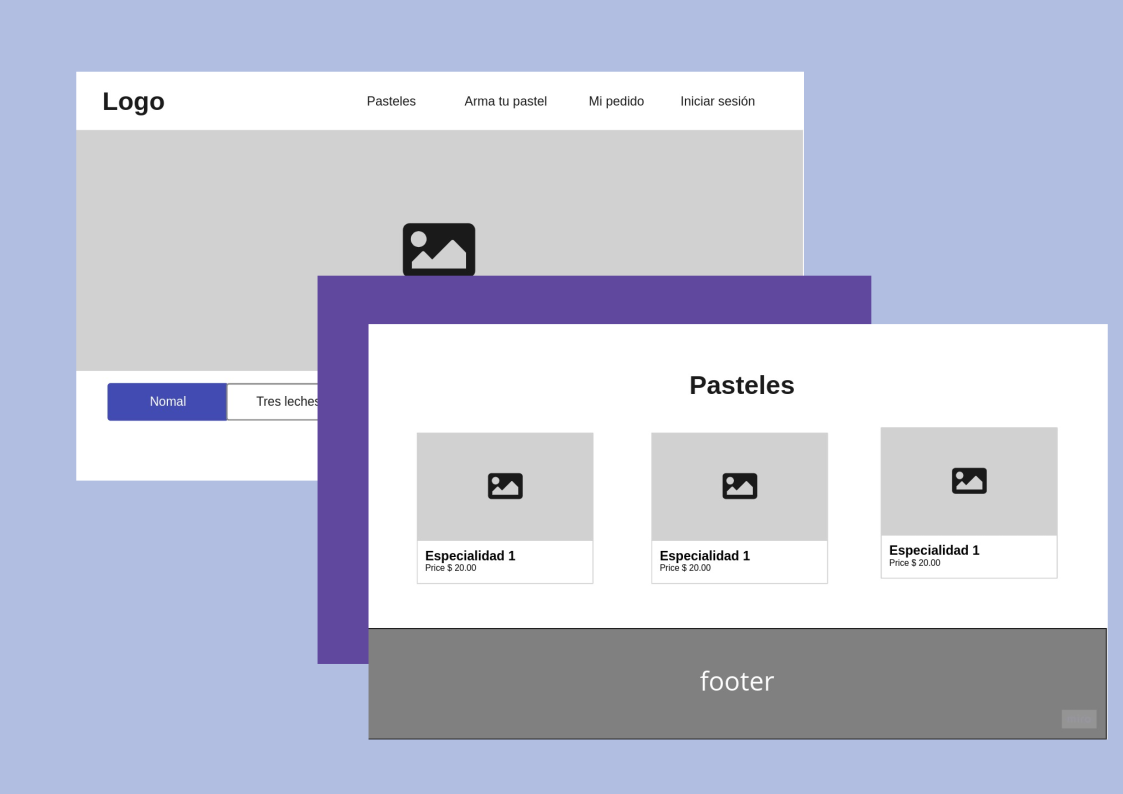 Logo
Pasteles Arma tu pastel Mi pedido Iniciar sesión
Nomal Tres leches
Pasteles
Especialidad 1
Price $ 20.00
Especialidad 1
Price $ 20.00
Especialidad 1
Price $ 20.00
footer